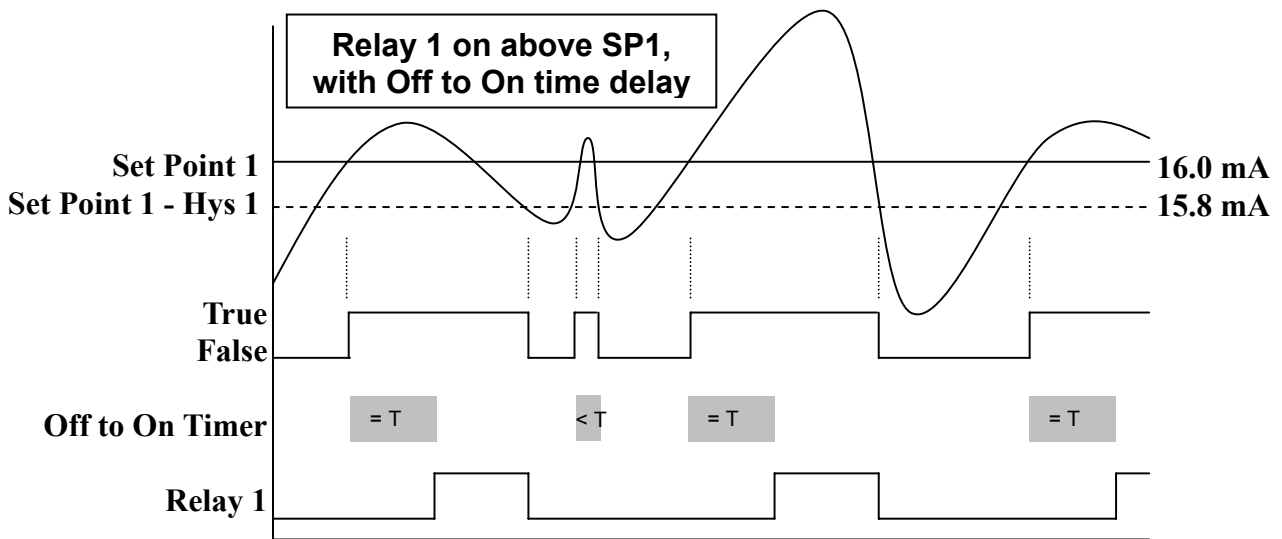 Relay 1 on above SP1,
with Off to On time delay
Set Point 1
16.0 mA
Set Point 1 - Hys 1
15.8 mA
True
False
Off to On Timer
= T
< T
= T
= T
Relay 1